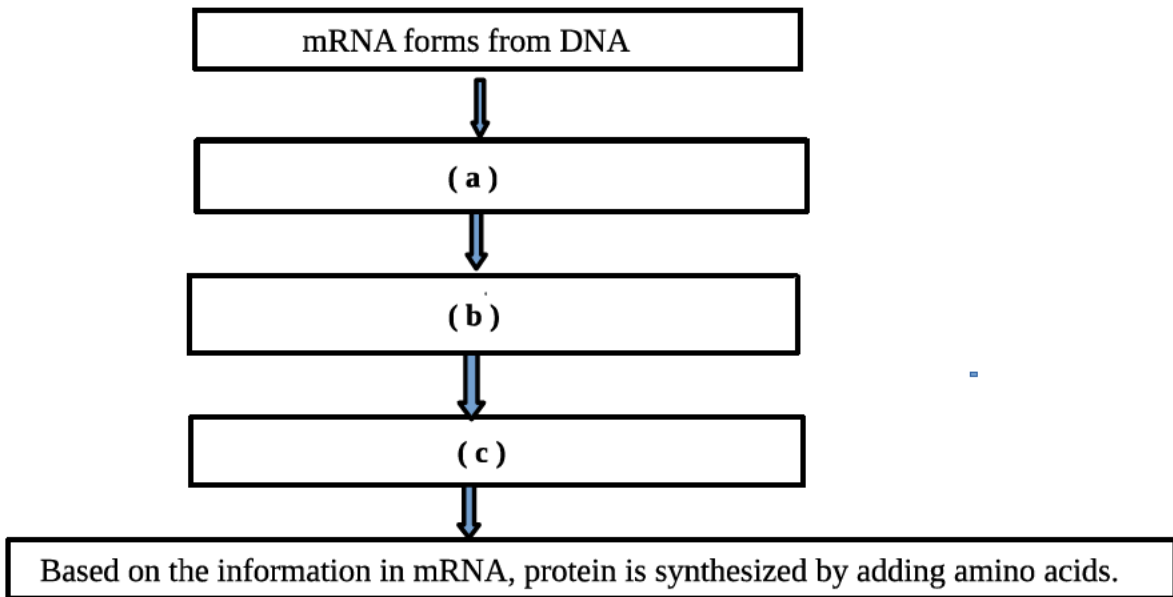 mRNA forms from DNA
( a )
( b )
( c )
Based on the information in mRNA, protein is synthesized by adding amino acids.